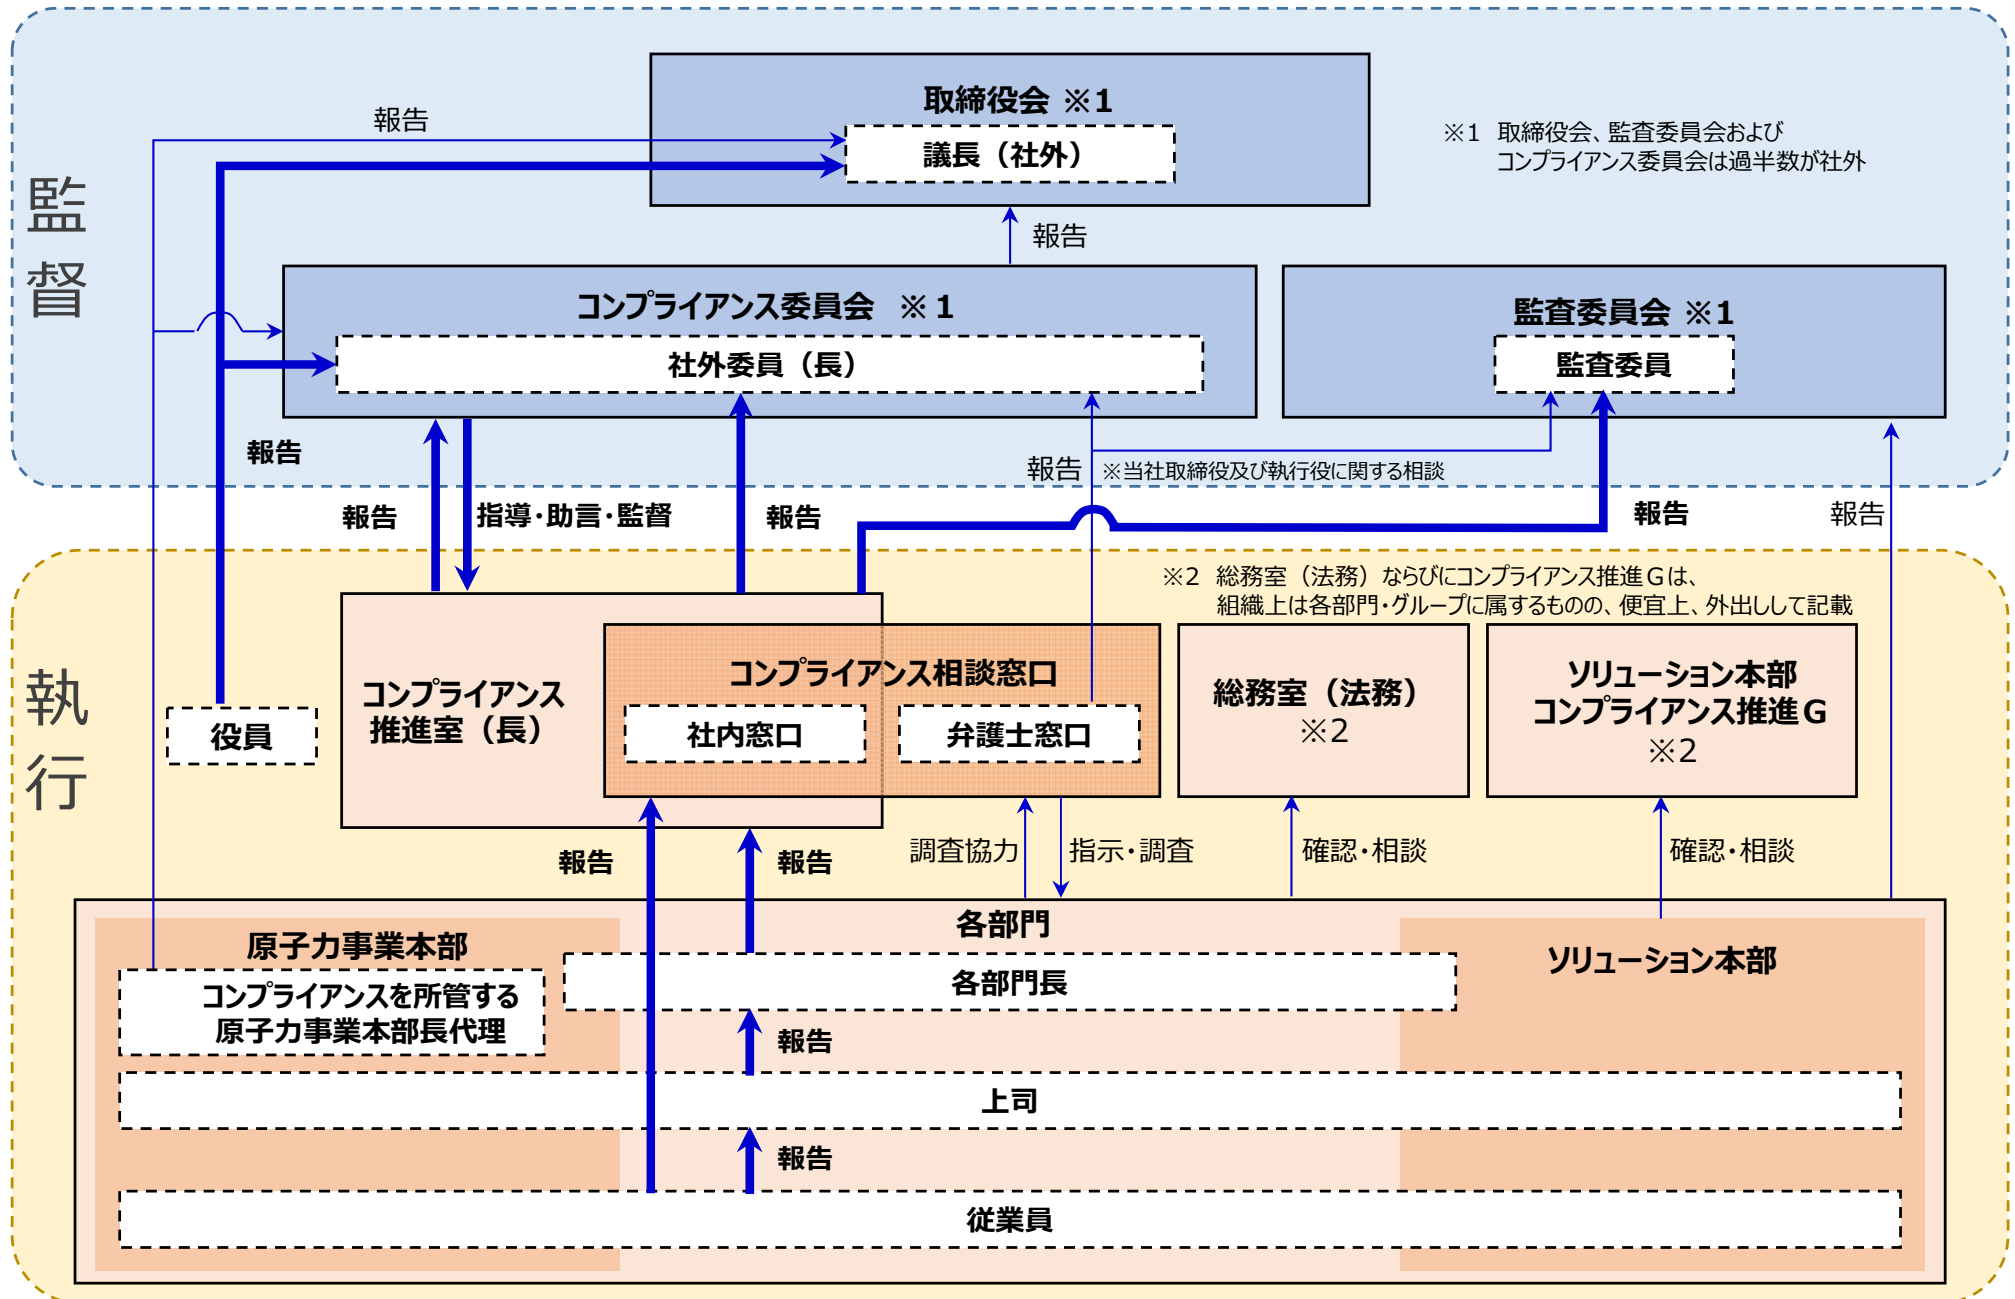 監督
取締役会 ※1
議長（社外）
報告
※1 取締役会、監査委員会および
コンプライアンス委員会は過半数が社外
報告
コンプライアンス委員会 ※1
社外委員（長）
監査委員会 ※1
監査委員
報告
報告
※当社取締役及び執行役に関する相談
報告
指導・助言・監督
報告
報告
報告
執行
※2 総務室（法務）ならびにコンプライアンス推進Gは、
組織上は各部門・グループに属するものの、便宜上、外出しして記載
役員
コンプライアンス
推進室（長）
コンプライアンス相談窓口
社内窓口
弁護士窓口
総務室（法務）
※2
ソリューション本部
コンプライアンス推進G
※2
報告
報告
調査協力
指示・調査
確認・相談
確認・相談
各部門
原子力事業本部
コンプライアンスを所管する
原子力事業本部長代理
各部門長
ソリューション本部
報告
上司
報告
従業員